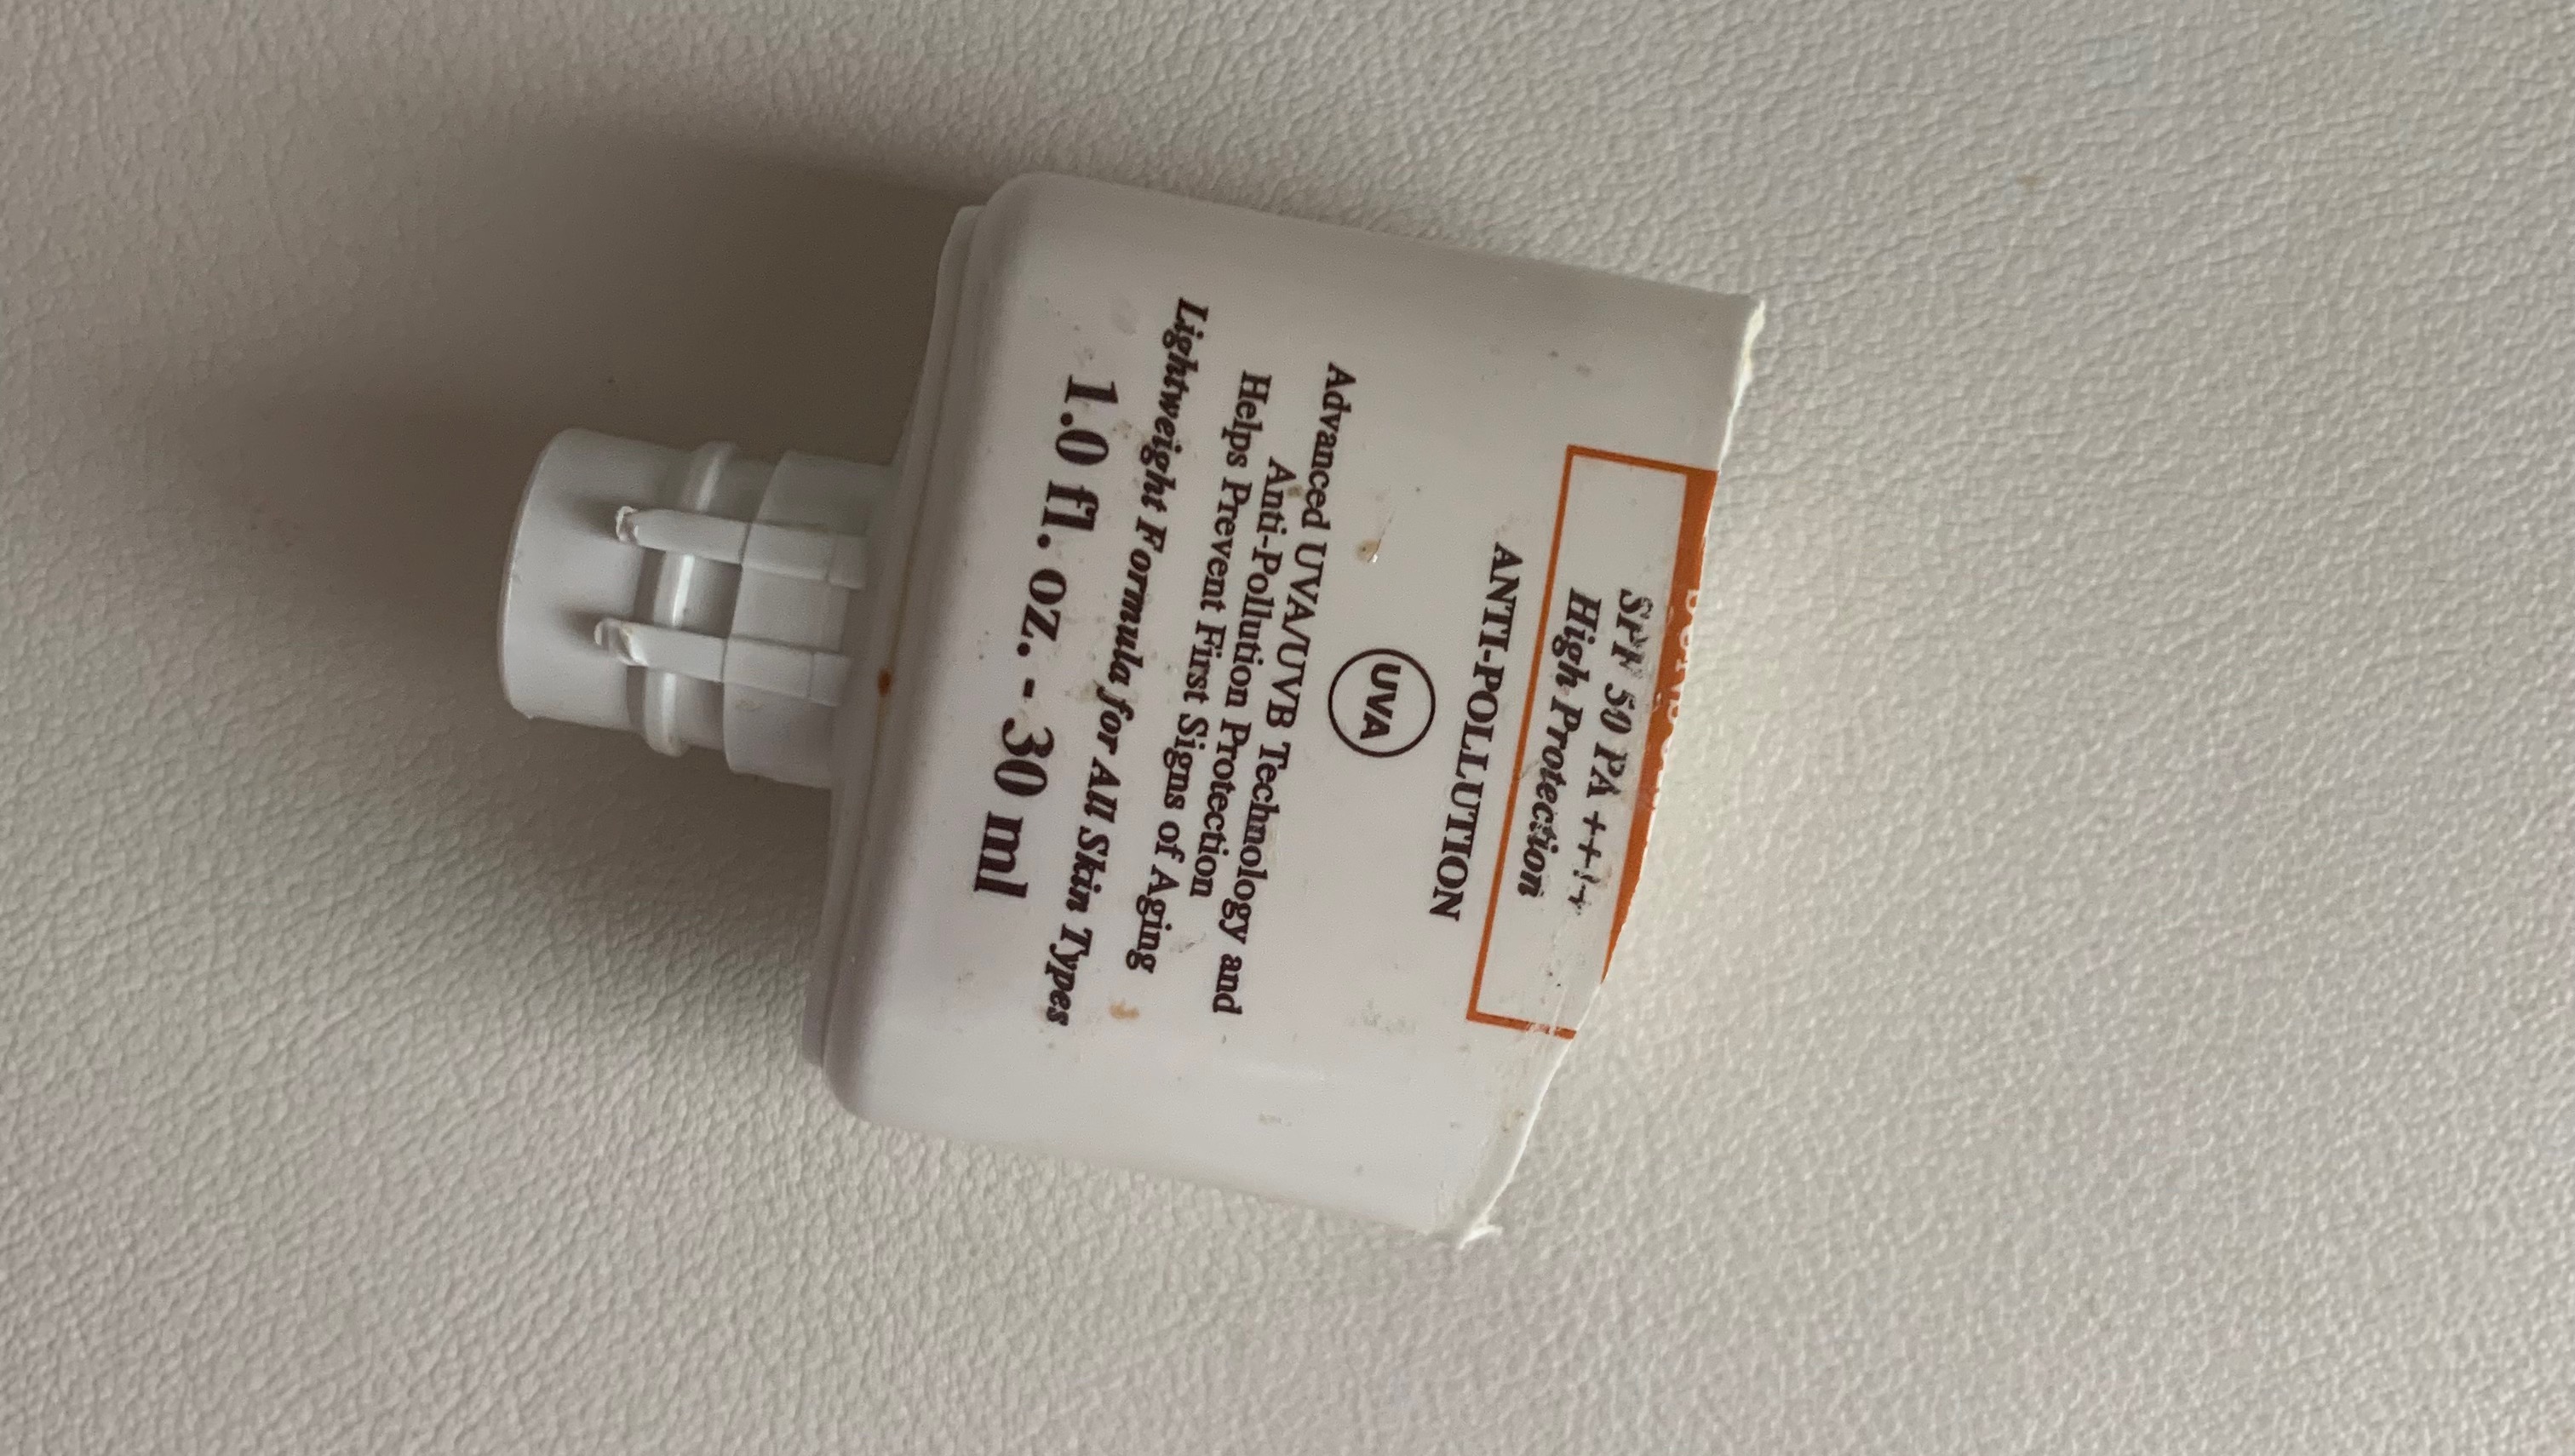 SPF 50 PA ++++
High Protection
ANTI-POLLUTION
UVA
Advanced UVA/UVB Technology and
Anti-Pollution Protection
Helps Prevent First Signs of Aging
Lightweight Formula for All Skin Types
1.0 fl. oz. - 30 ml